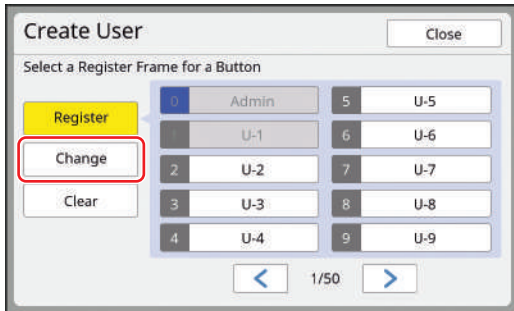 Create User
Close
Select a Register Frame for a Button
Register
Change
Clear
0 Admin
1 U-1
2 U-2
3 U-3
4 U-4
5 U-5
6 U-6
7 U-7
8 U-8
9 U-9
< 1/50 >